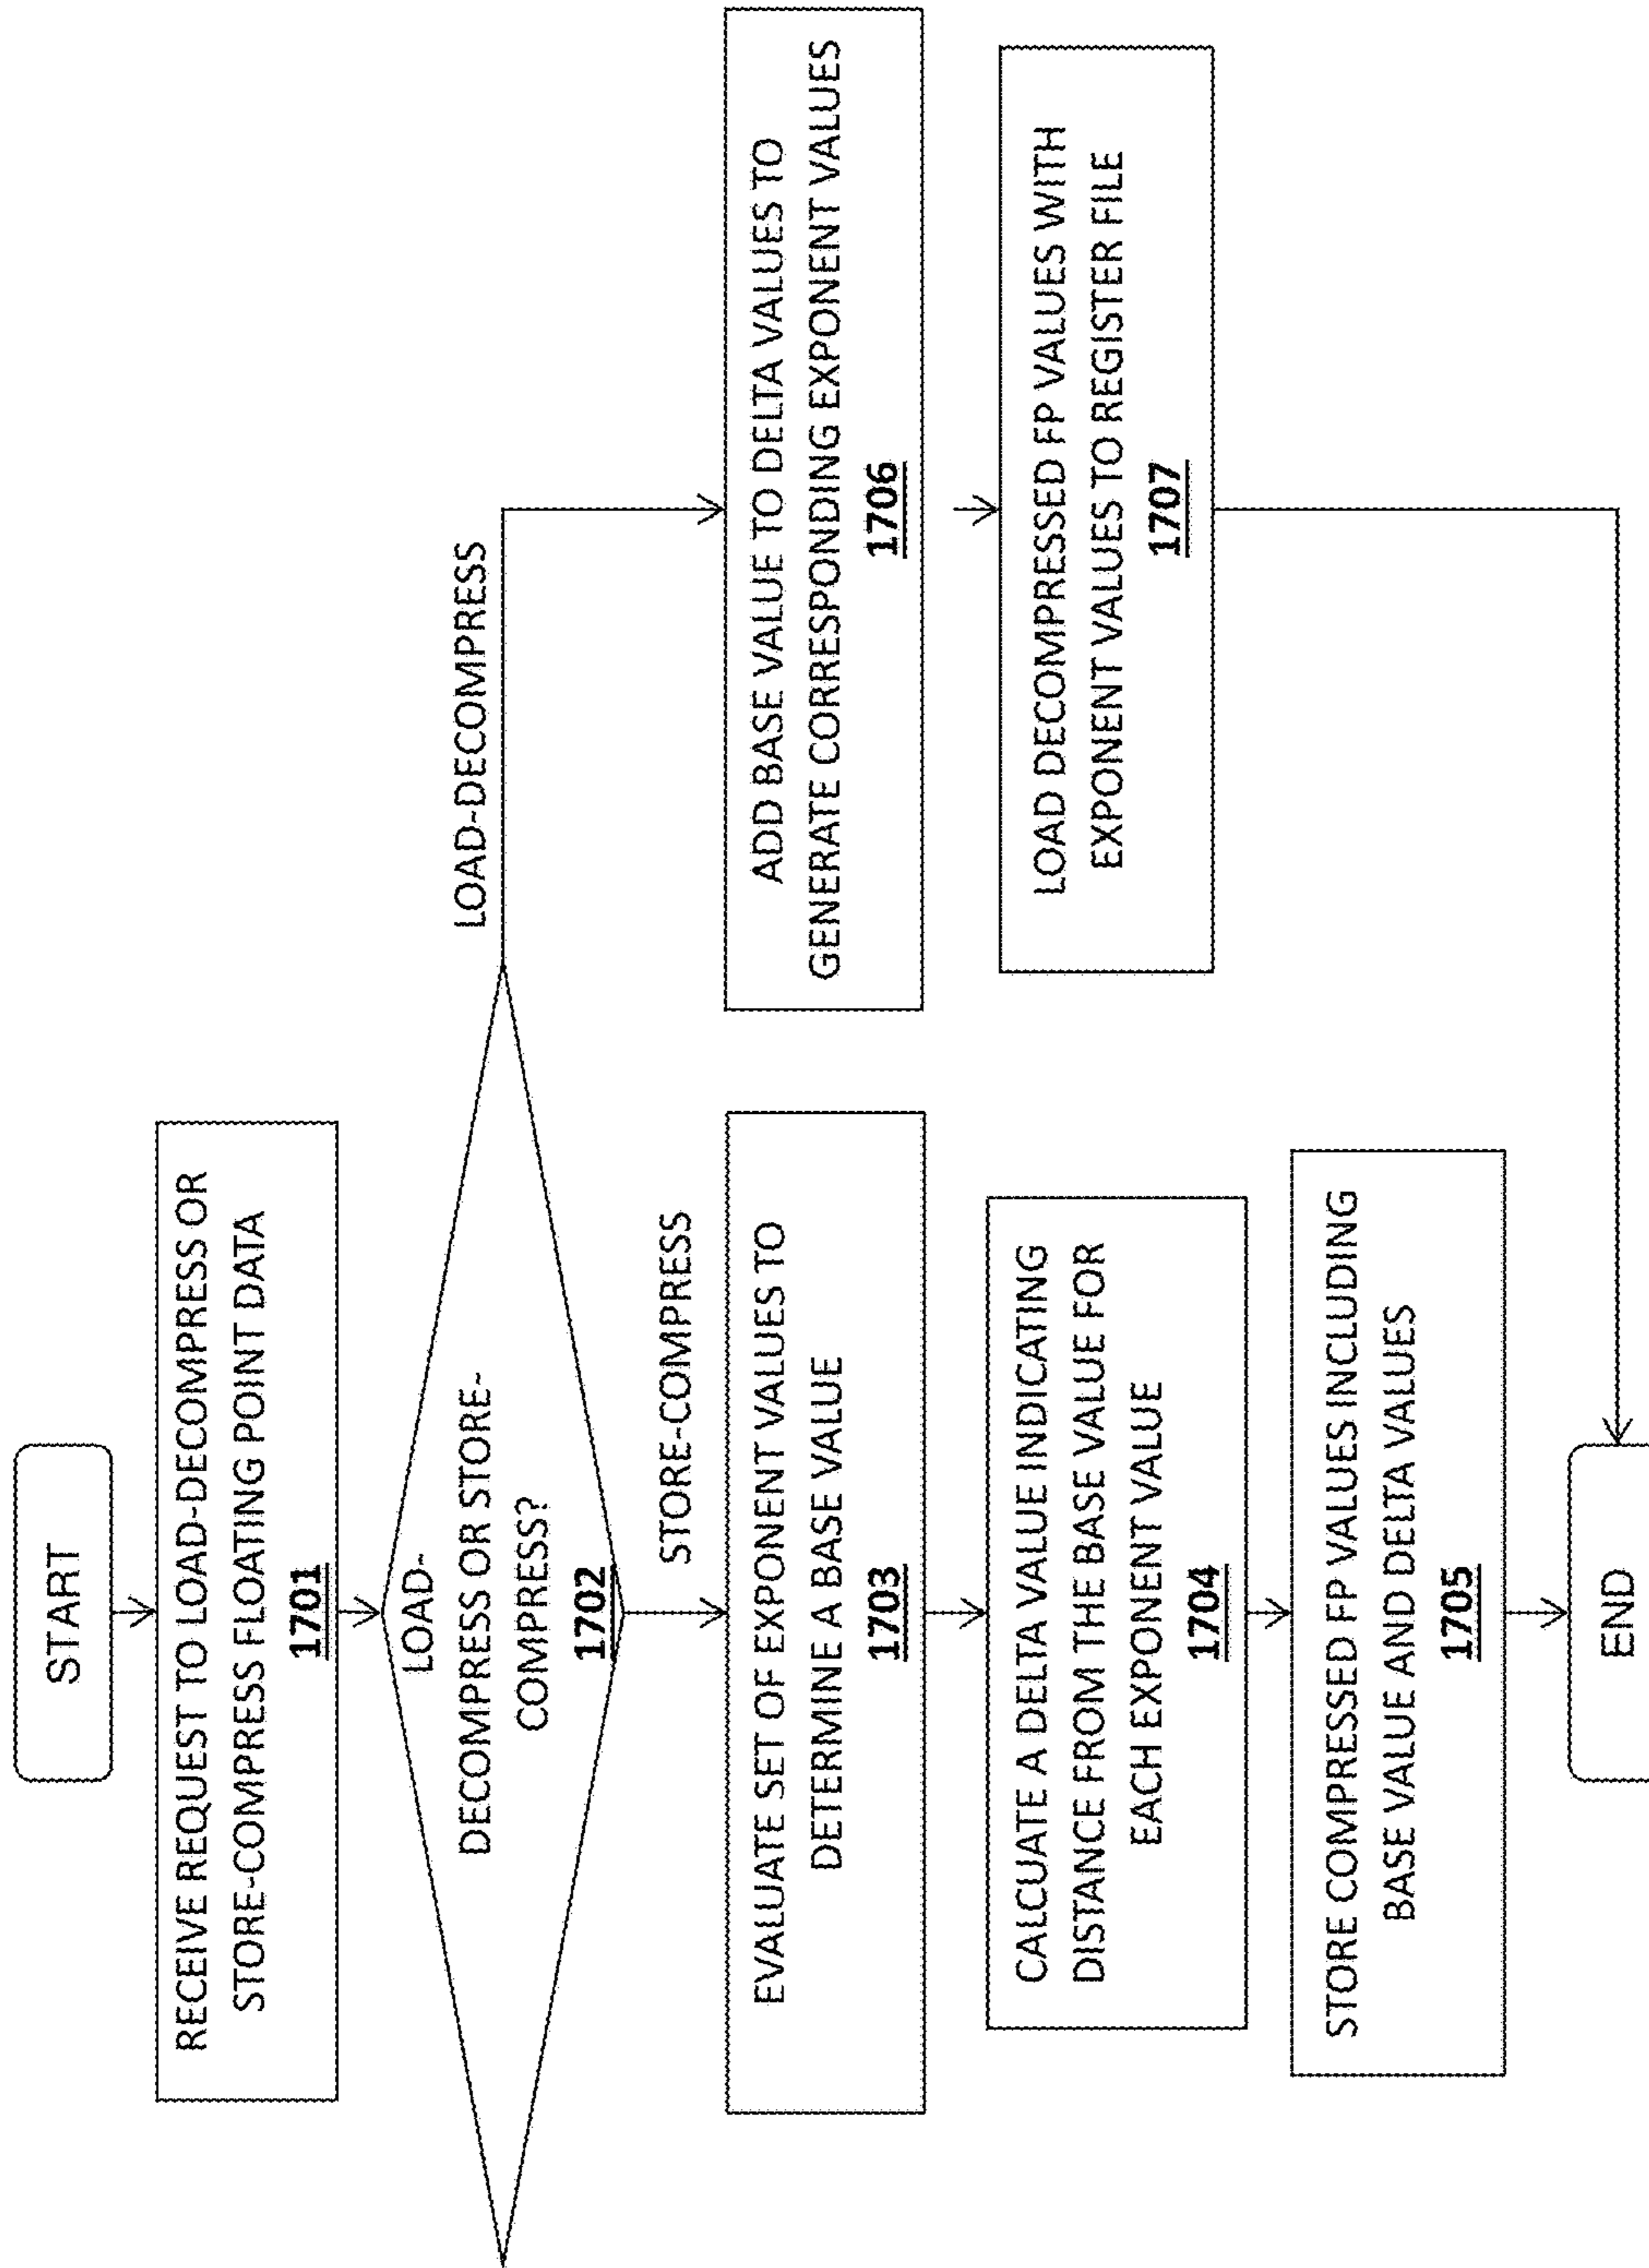 START
RECEIVE REQUEST TO LOAD-DECOMPRESS OR
STORE-COMPRESS FLOATING POINT DATA
1701
LOAD-
DECOMPRESS OR STORE-
COMPRESS?
1702
LOAD-DECOMPRESS
STORE-COMPRESS
EVALUATE SET OF EXPONENT VALUES TO
DETERMINE A BASE VALUE
1703
CALCUATE A DELTA VALUE INDICATING
DISTANCE FROM THE BASE VALUE FOR
EACH EXPONENT VALUE
1704
STORE COMPRESSED FP VALUES INCLUDING
BASE VALUE AND DELTA VALUES
1705
ADD BASE VALUE TO DELTA VALUES TO
GENERATE CORRESPONDING EXPONENT VALUES
1706
LOAD DECOMPRESSED FP VALUES WITH
EXPONENT VALUES TO REGISTER FILE
1707
END